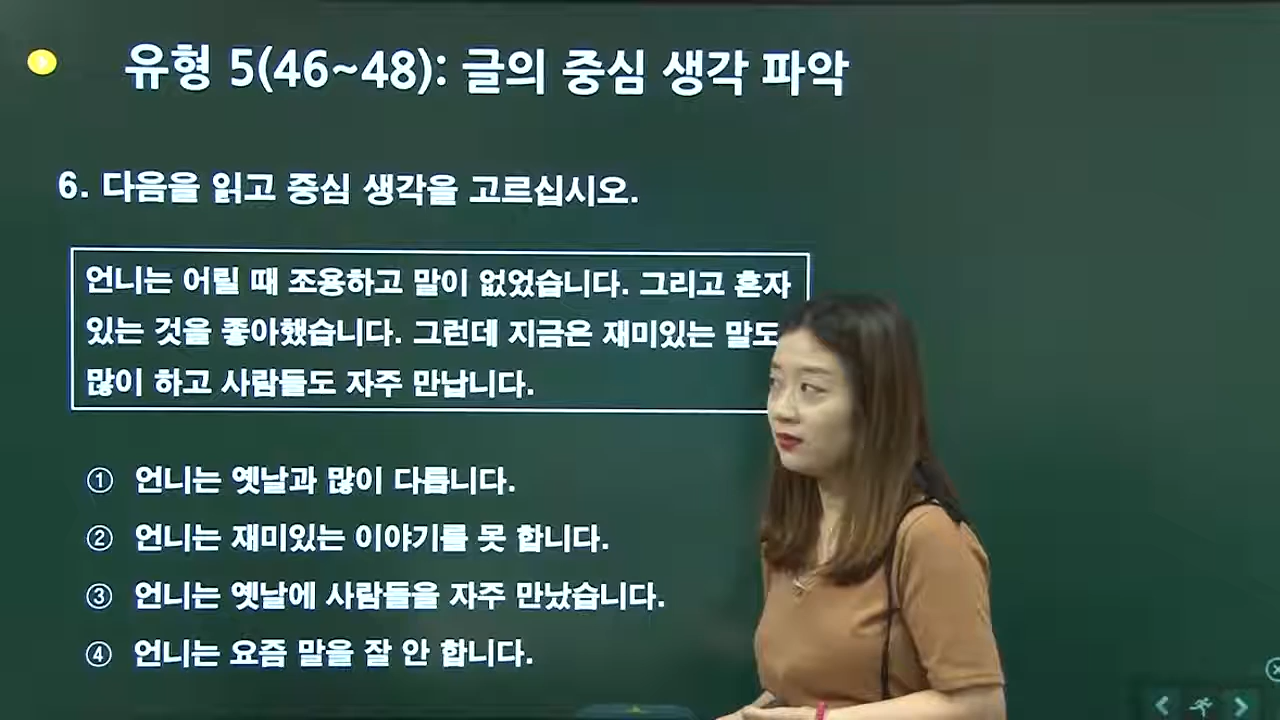 유형 5(46~48): 글의 중심 생각 파악
6. 다음을 읽고 중심 생각을 고르십시오.
언니는 어릴 때 조용하고 말이 없었습니다. 그리고 혼자
있는 것을 좋아했습니다. 그런데 지금은 재미있는 말도
많이 하고 사람들도 자주 만납니다.
① 언니는 옛날과 많이 다릅니다.
② 언니는 재미있는 이야기를 못 합니다.
③ 언니는 옛날에 사람들을 자주 만났습니다.
④ 언니는 요즘 말을 잘 안 합니다.